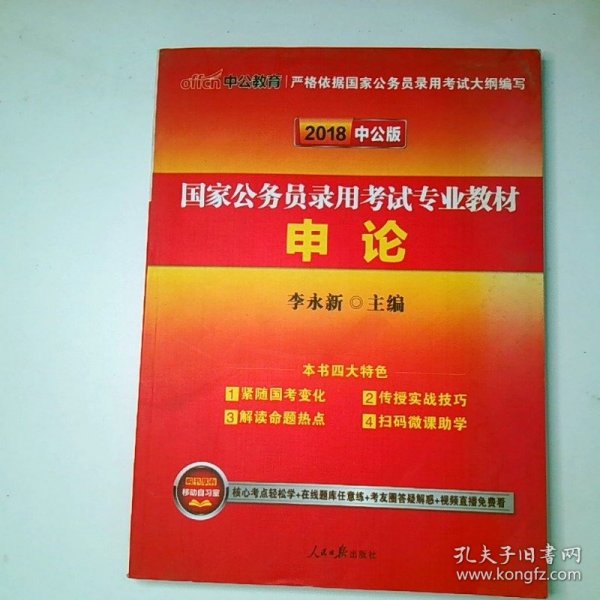 offcn中公教育 严格依据国家公务员录用考试大纲编写
2018 中公版
国家公务员录用考试专业教材
申论
李永新◎主编
本书四大特色
1 紧随国考变化 2 传授实战技巧
3 解读命题热点 4 扫码微课助学
移动自习室
核心考点轻松学+在线题库任意练+考友圈答疑解惑+视频直播免费看
人民日报出版社
孔夫子旧书网
www.kongfz.com